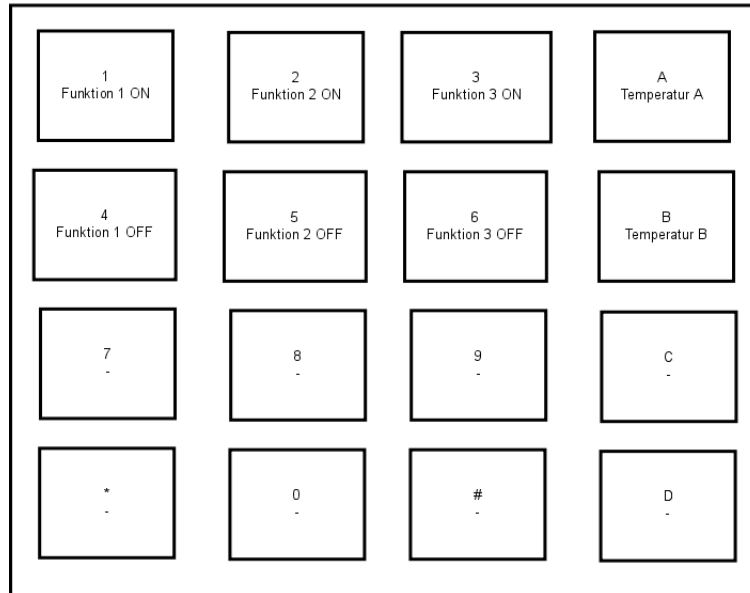 1
Funktion 1 ON
2
Funktion 2 ON
3
Funktion 3 ON
A
Temperatur A
4
Funktion 1 OFF
5
Funktion 2 OFF
6
Funktion 3 OFF
B
Temperatur B
7
-
8
-
9
-
C
-
*
-
0
-
#
-
D
-